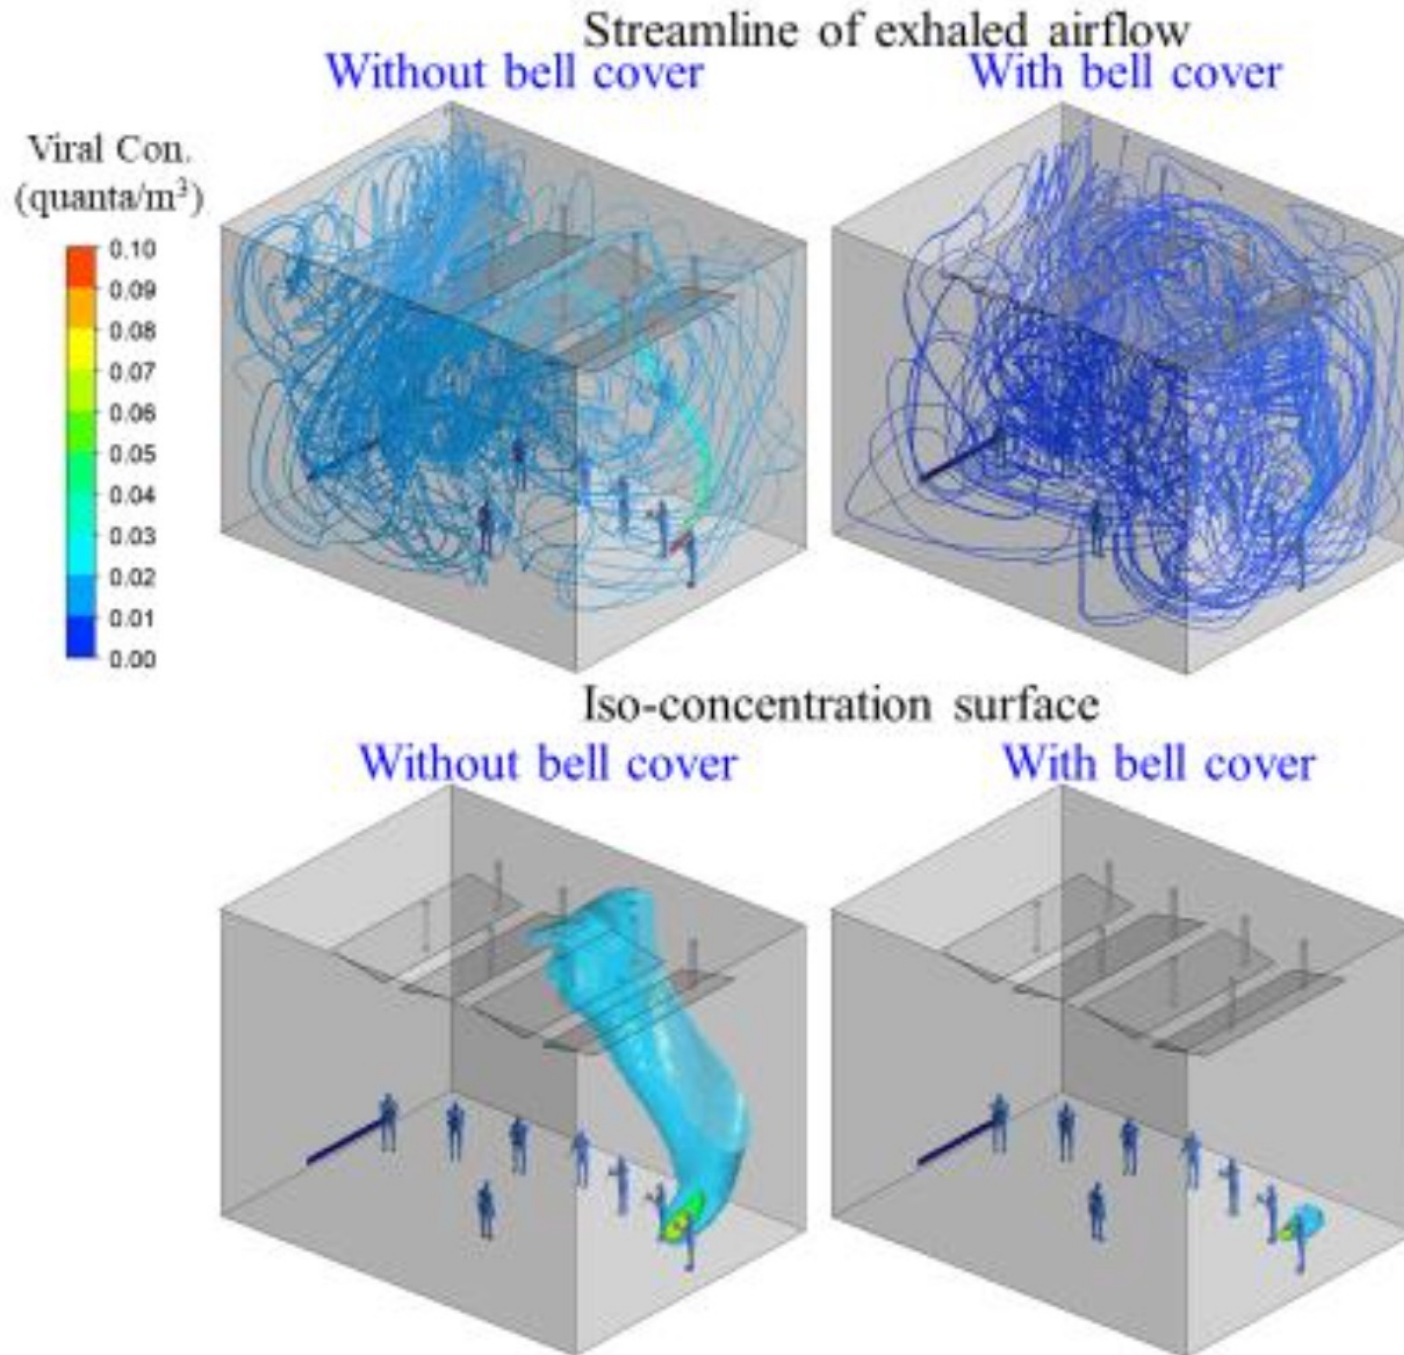 Streamline of exhaled airflow
Without bell cover
With bell cover
Viral Con.
(quanta/m³)
0.10
0.09
0.08
0.07
0.06
0.05
0.04
0.03
0.02
0.01
0.00
Iso-concentration surface
Without bell cover
With bell cover